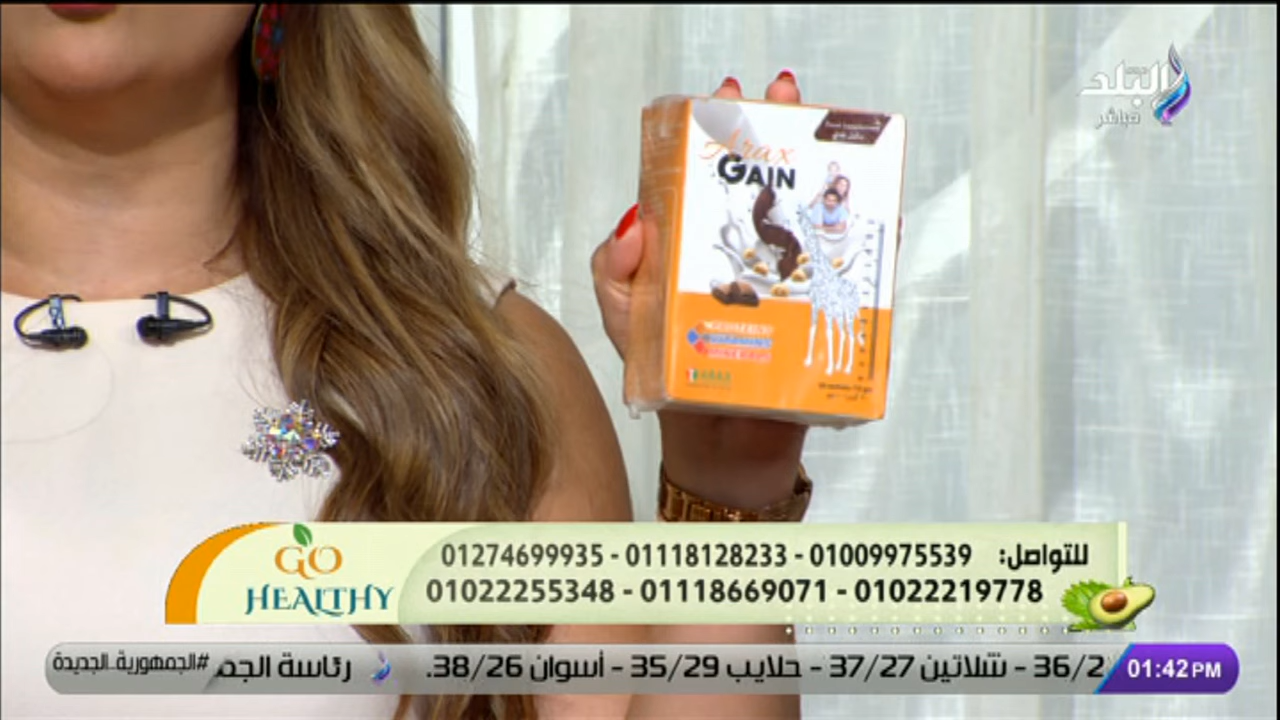 البلد
مباشر
Arax
GAIN
GO
HEALTHY
للتواصل: 01009975539 - 01118128233 - 01274699935
01022219778 - 01118669071 - 01022255348
36/2 - شلاتين 37/27 - حلايب 35/29 - أسوان 38/26.
رئاسة الجم
#الجمهورية_الجديدة
01:42 PM